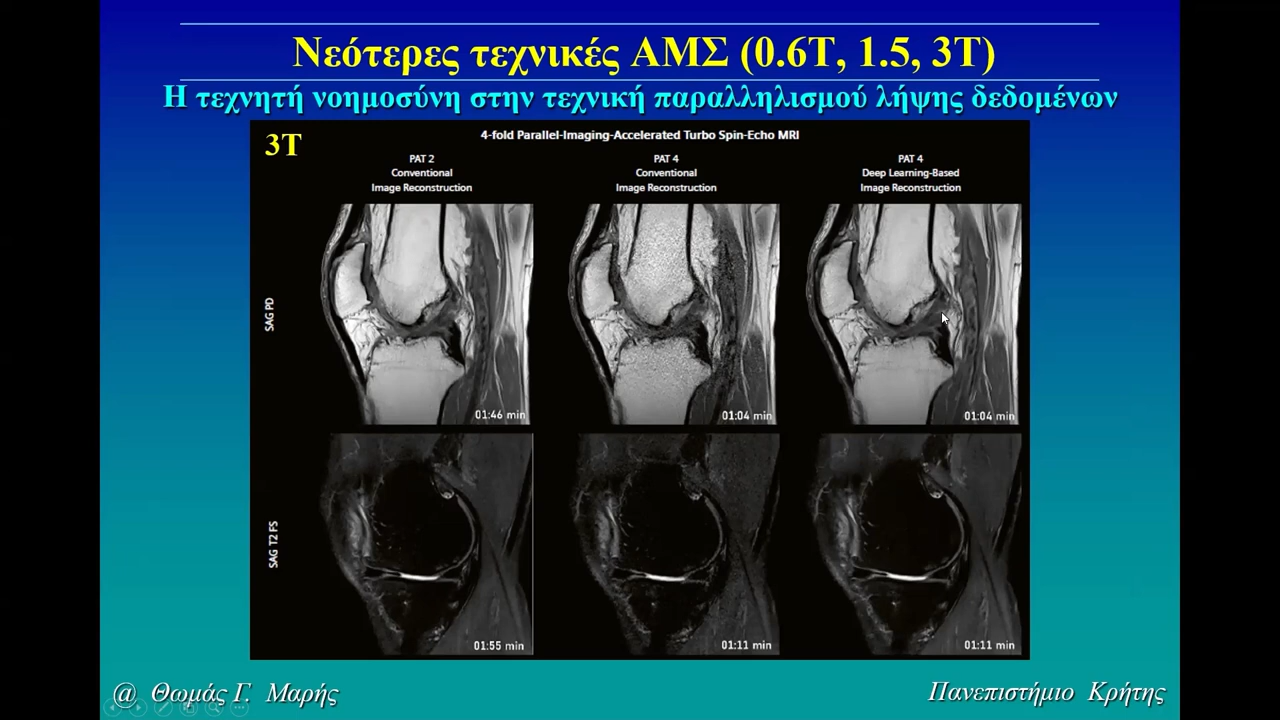 Νεότερες τεχνικές ΑΜΣ (0.6Τ, 1.5, 3Τ)
Η τεχνητή νοημοσύνη στην τεχνική παραλληλισμού λήψης δεδομένων
3T
4-fold Parallel-Imaging-Accelerated Turbo Spin-Echo MRI
PAT 2
Conventional
Image Reconstruction
PAT 4
Conventional
Image Reconstruction
PAT 4
Deep Learning-Based
Image Reconstruction
SAG PD
01:46 min
01:04 min
01:04 min
SAG T2 FS
01:55 min
01:11 min
01:11 min
@ Θωμάς Γ. Μαρής
Πανεπιστήμιο Κρήτης